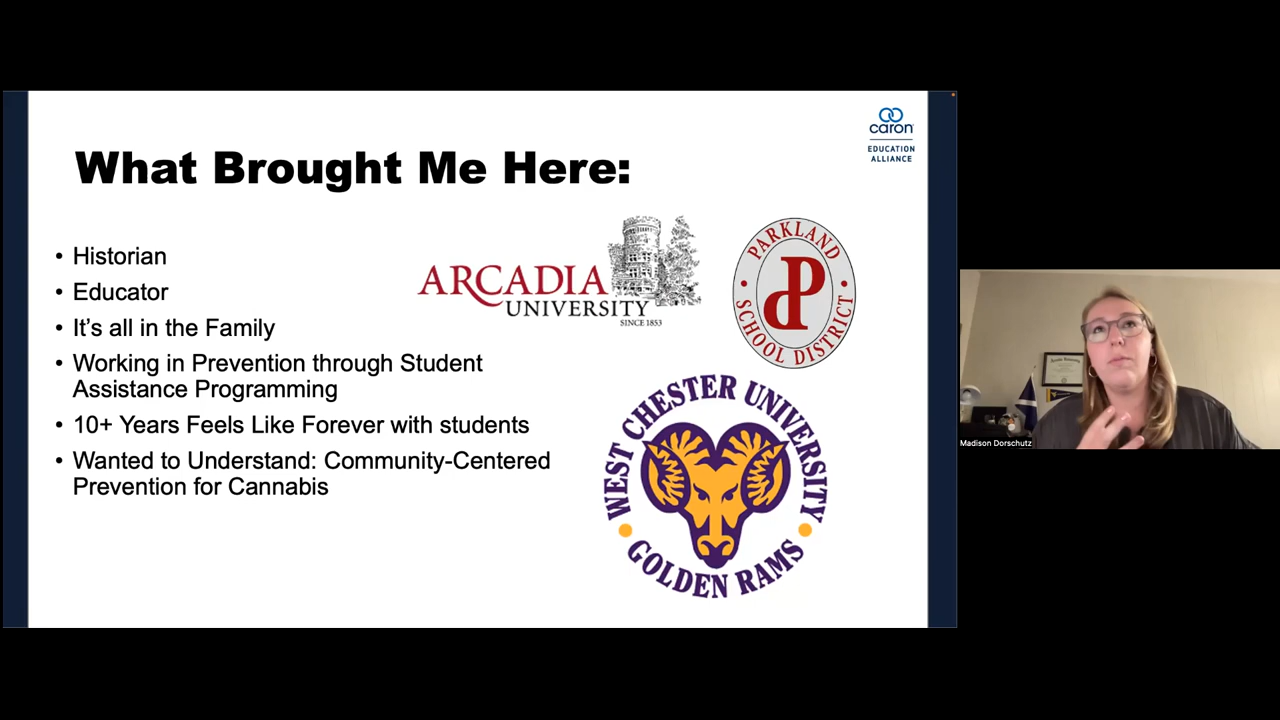 caron
EDUCATION
ALLIANCE
What Brought Me Here:
• Historian
• Educator
• It's all in the Family
• Working in Prevention through Student
Assistance Programming
• 10+ Years Feels Like Forever with students
• Wanted to Understand: Community-Centered
Prevention for Cannabis
ARCADIA
UNIVERSITY
SINCE 1853
PARKLAND
SCHOOL DISTRICT
WEST CHESTER UNIVERSITY
GOLDEN RAMS
Madison Dorschutz